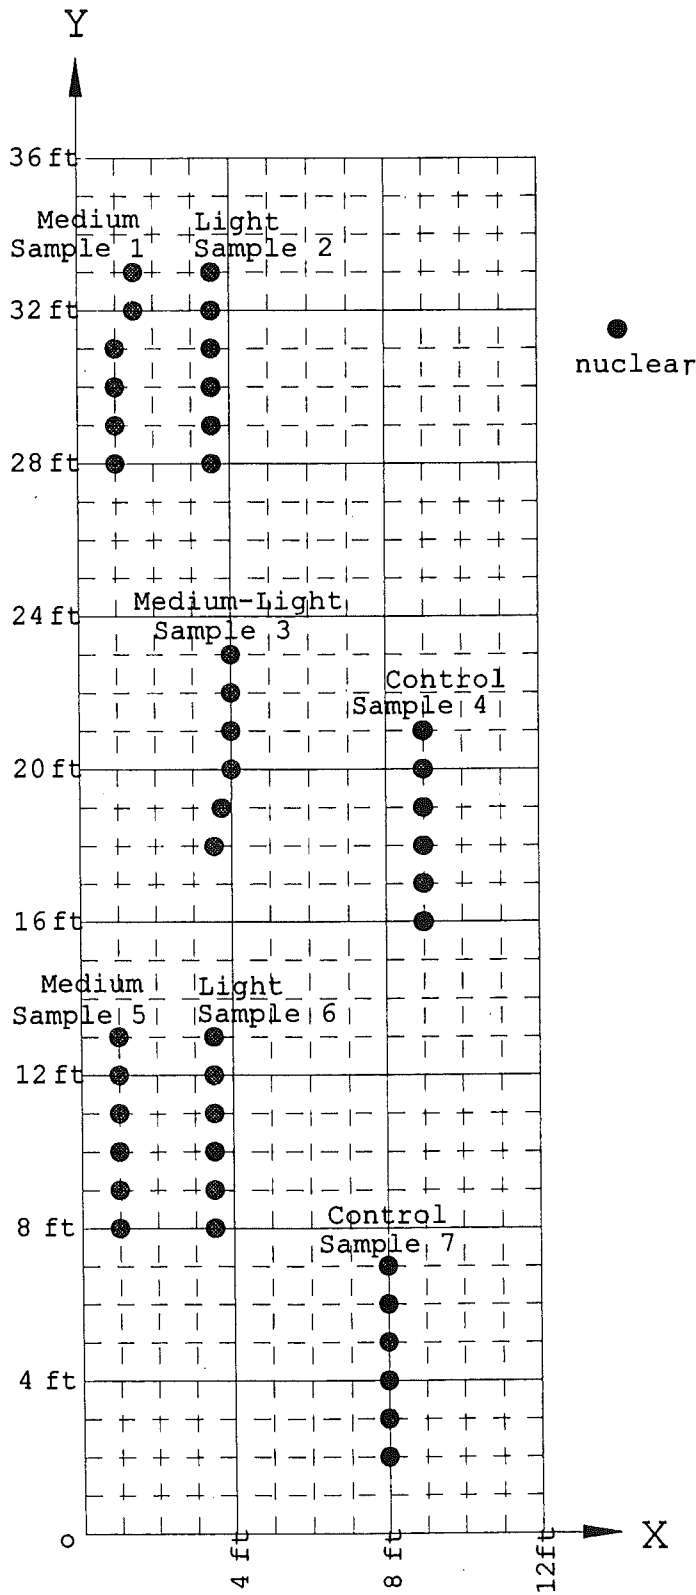 Y
36 ft
Medium
Sample 1
Light
Sample 2
32 ft
nuclear
28 ft
24 ft
Medium-Light
Sample 3
Control
Sample 4
20 ft
16 ft
Medium
Sample 5
Light
Sample 6
12 ft
8 ft
Control
Sample 7
4 ft
o
4 ft
8 ft
12ft
X